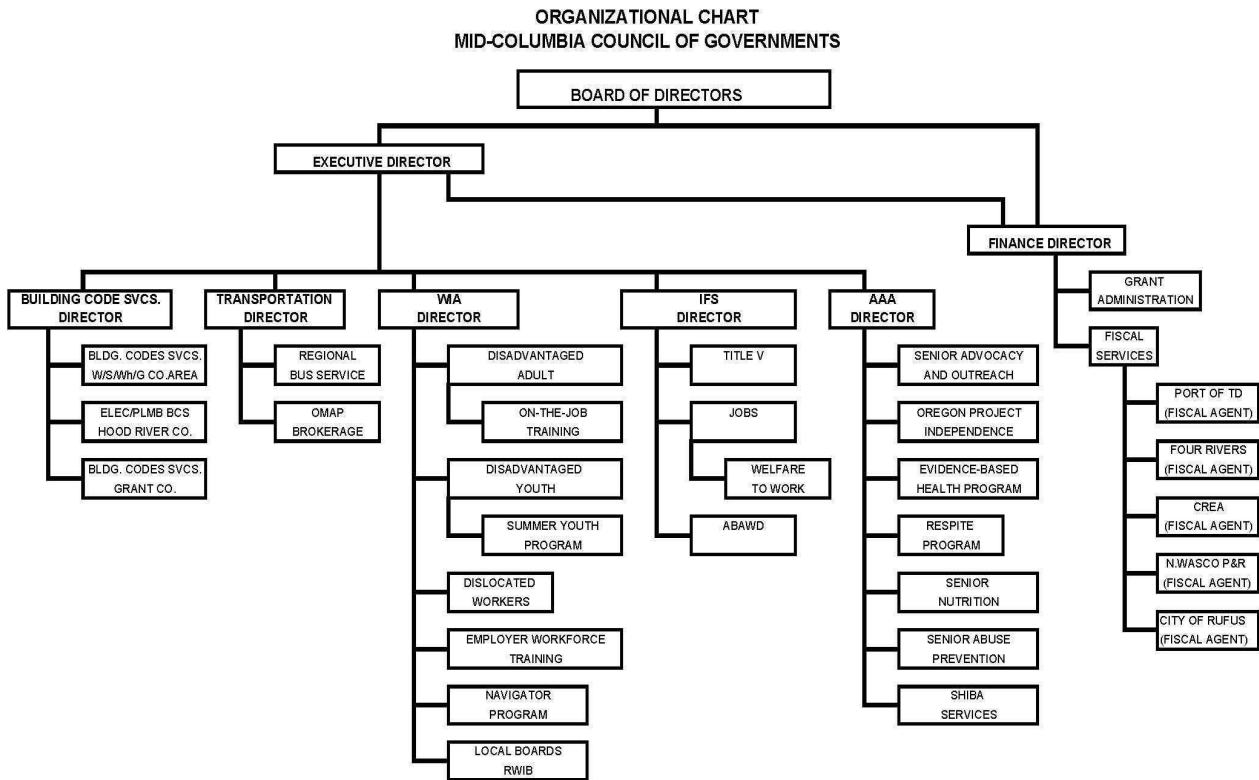 ORGANIZATIONAL CHART
MID-COLUMBIA COUNCIL OF GOVERNMENTS
BOARD OF DIRECTORS
EXECUTIVE DIRECTOR
FINANCE DIRECTOR
GRANT
ADMINISTRATION
FISCAL
SERVICES
PORT OF TD
(FISCAL AGENT)
FOUR RIVERS
(FISCAL AGENT)
CREA
(FISCAL AGENT)
N.WASCO P&R
(FISCAL AGENT)
CITY OF RUFUS
(FISCAL AGENT)
BUILDING CODE SVCS.
DIRECTOR
BLDG. CODES SVCS.
W/S/Wh/G CO.AREA
ELEC/PLMB BCS
HOOD RIVER CO.
BLDG. CODES SVCS.
GRANT CO.
TRANSPORTATION
DIRECTOR
REGIONAL
BUS SERVICE
OMAP
BROKERAGE
WIA
DIRECTOR
DISADVANTAGED
ADULT
ON-THE-JOB
TRAINING
DISADVANTAGED
YOUTH
SUMMER YOUTH
PROGRAM
DISLOCATED
WORKERS
EMPLOYER WORKFORCE
TRAINING
NAVIGATOR
PROGRAM
LOCAL BOARDS
RWIB
IFS
DIRECTOR
TITLE V
JOBS
WELFARE
TO WORK
ABAWD
AAA
DIRECTOR
SENIOR ADVOCACY
AND OUTREACH
OREGON PROJECT
INDEPENDENCE
EVIDENCE-BASED
HEALTH PROGRAM
RESPITE
PROGRAM
SENIOR
NUTRITION
SENIOR ABUSE
PREVENTION
SHIBA
SERVICES